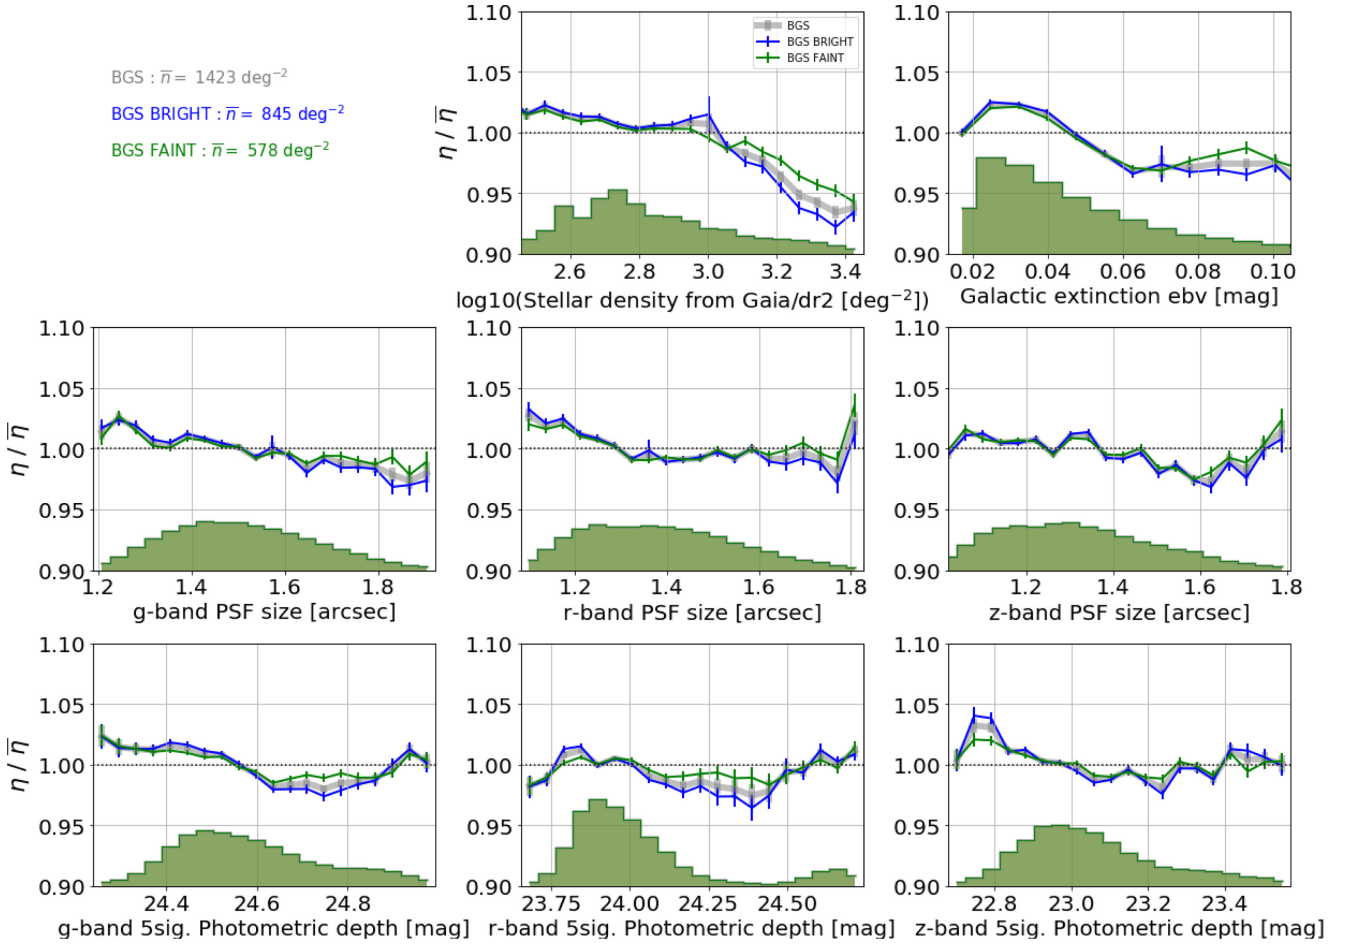 BGS : n̅ = 1423 deg⁻²
BGS BRIGHT : n̅ = 845 deg⁻²
BGS FAINT : n̅ = 578 deg⁻²
η / η̅
1.10
1.05
1.00
0.95
0.90
BGS
BGS BRIGHT
BGS FAINT
2.6 2.8 3.0 3.2 3.4
log10(Stellar density from Gaia/dr2 [deg⁻²])
1.10
1.05
1.00
0.95
0.90
0.02 0.04 0.06 0.08 0.10
Galactic extinction ebv [mag]
η / η̅
1.10
1.05
1.00
0.95
0.90
1.2 1.4 1.6 1.8
g-band PSF size [arcsec]
1.10
1.05
1.00
0.95
0.90
1.2 1.4 1.6 1.8
r-band PSF size [arcsec]
1.10
1.05
1.00
0.95
0.90
1.2 1.4 1.6 1.8
z-band PSF size [arcsec]
η / η̅
1.10
1.05
1.00
0.95
0.90
24.4 24.6 24.8
g-band 5sig. Photometric depth [mag]
1.10
1.05
1.00
0.95
0.90
23.75 24.00 24.25 24.50
r-band 5sig. Photometric depth [mag]
1.10
1.05
1.00
0.95
0.90
22.8 23.0 23.2 23.4
z-band 5sig. Photometric depth [mag]